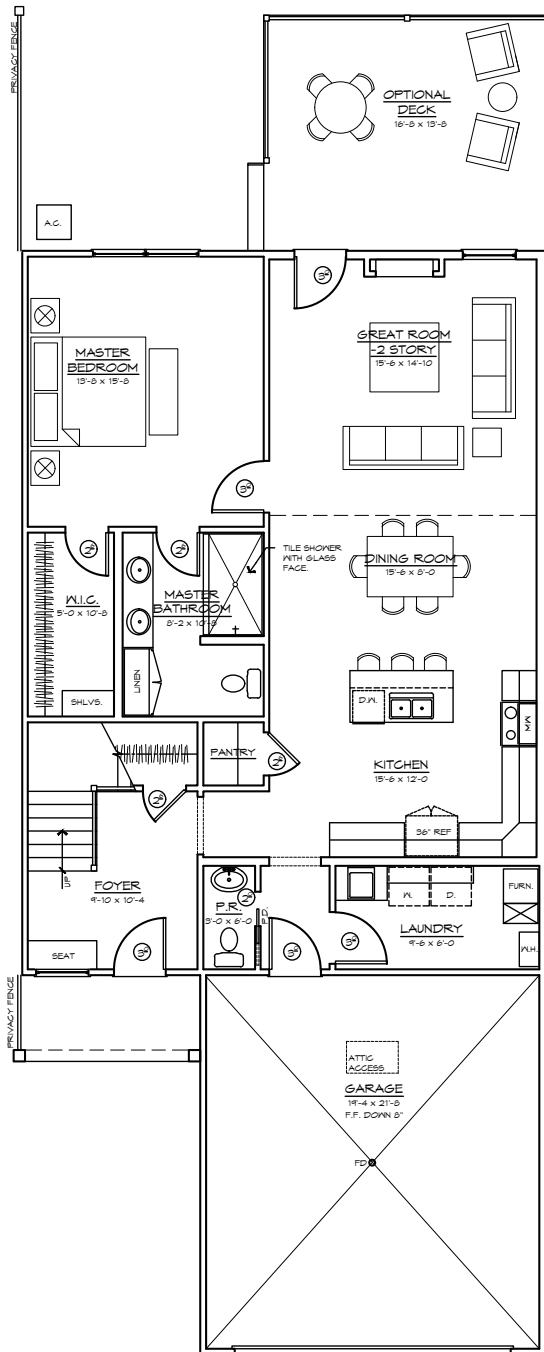 PRIVACY FENCE
OPTIONAL
DECK
16'-8 x 13'-8
A.C.
MASTER
BEDROOM
13'-8 x 15'-8
GREAT ROOM
-2 STORY
15'-6 x 14'-10
TILE SHOWER
WITH GLASS
FACE.
DINING ROOM
15'-6 x 8'-0
W.I.C.
5'-0 x 10'-8
MASTER
BATHROOM
8'-2 x 10'-8
LINEN
SHLVS.
D.W.
MW
PANTRY
KITCHEN
15'-6 x 12'-0
36" REF
UP
FOYER
9'-10 x 10'-4
SEAT
P.R.
5'-0 x 6'-0
P.D.
W.
D.
FURN.
LAUNDRY
9'-6 x 6'-0
W.H.
PRIVACY FENCE
ATTIC
ACCESS
GARAGE
19'-4 x 21'-8
F.F. DOWN 8"
FD